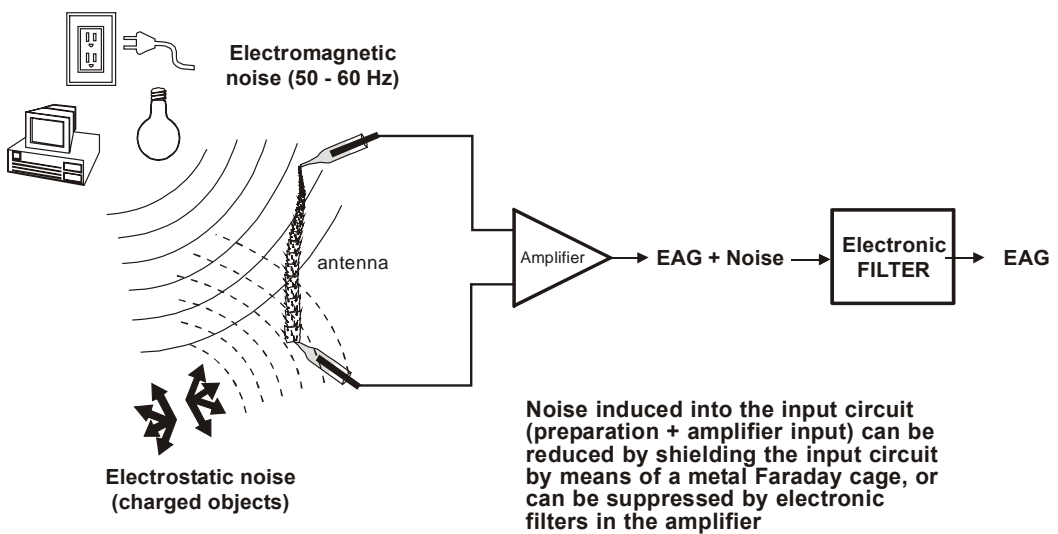 Electromagnetic
noise (50 - 60 Hz)
antenna
Amplifier
EAG + Noise
Electronic
FILTER
EAG
Electrostatic noise
(charged objects)
Noise induced into the input circuit
(preparation + amplifier input) can be
reduced by shielding the input circuit
by means of a metal Faraday cage, or
can be suppressed by electronic
filters in the amplifier